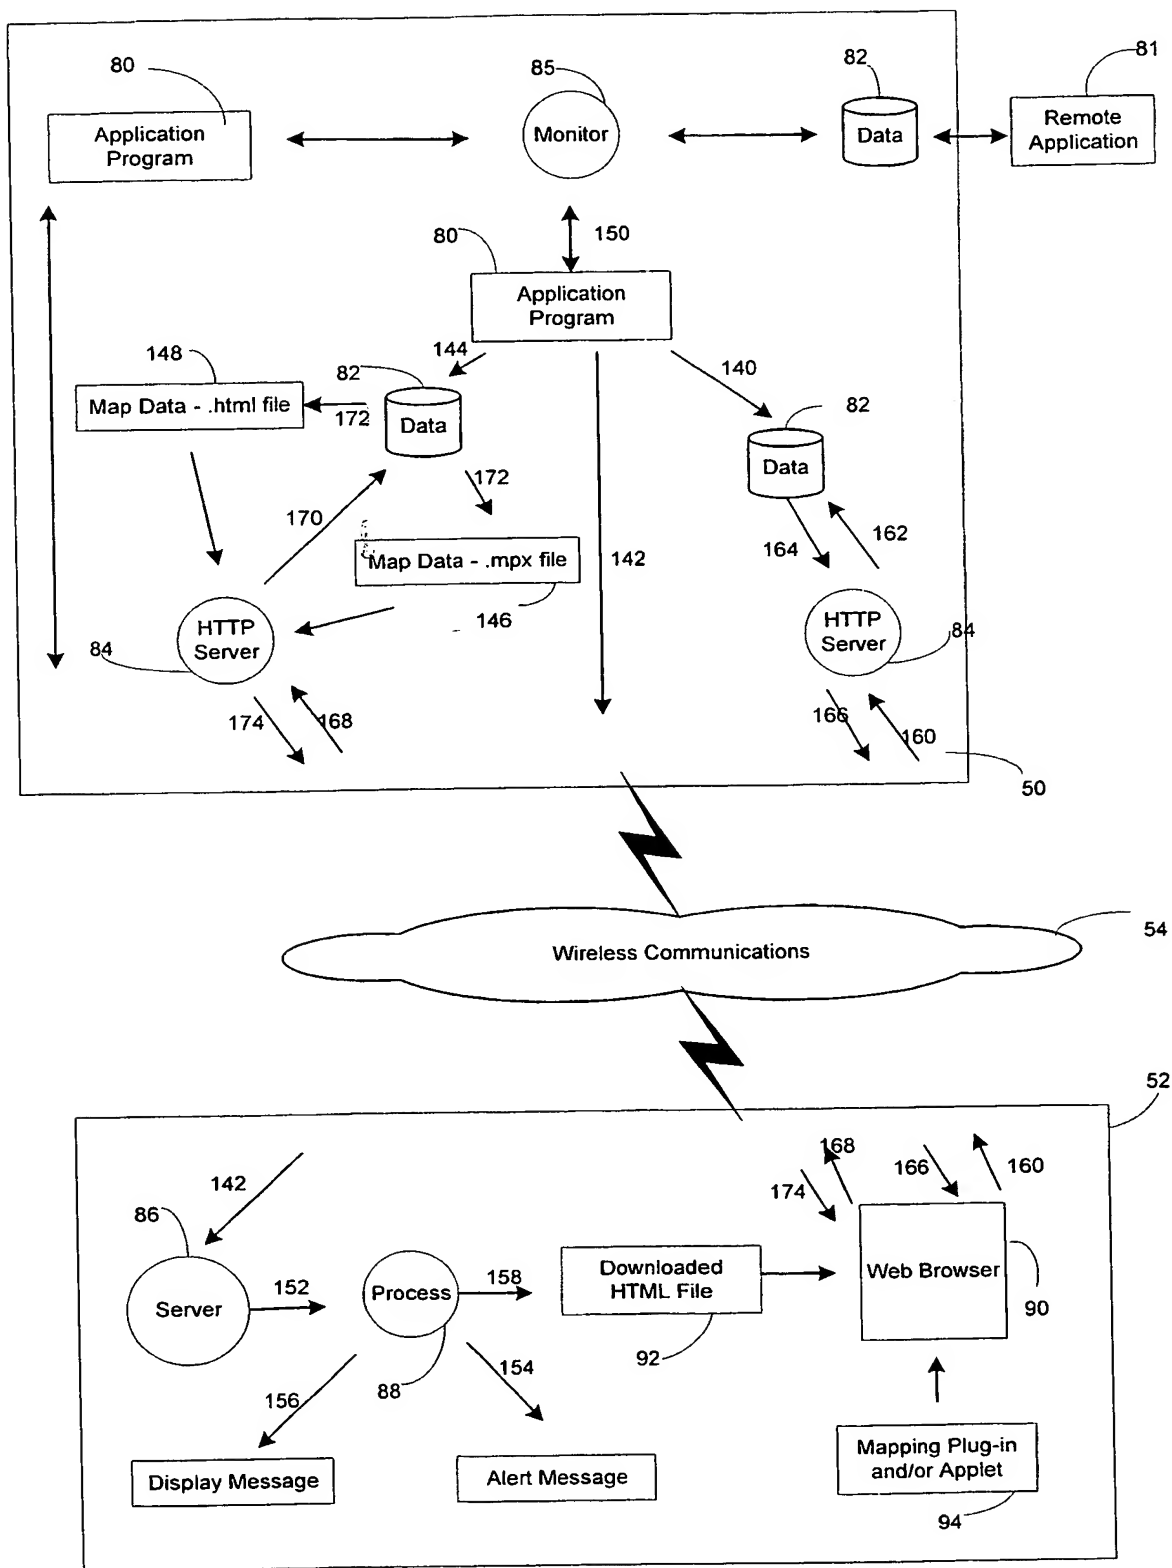 80
85
82
81
Application
Program
Monitor
Data
Remote
Application
80
150
Application
Program
148
144
82
140
82
Map Data - .html file
172
Data
Data
172
170
164
162
Map Data - .mpx file
142
146
HTTP
Server
HTTP
Server
84
84
174
168
166
160
50
54
Wireless Communications
52
142
168
166
160
174
86
152
Server
Process
158
Downloaded
HTML File
Web Browser
90
92
88
154
156
Display Message
Alert Message
Mapping Plug-in
and/or Applet
94